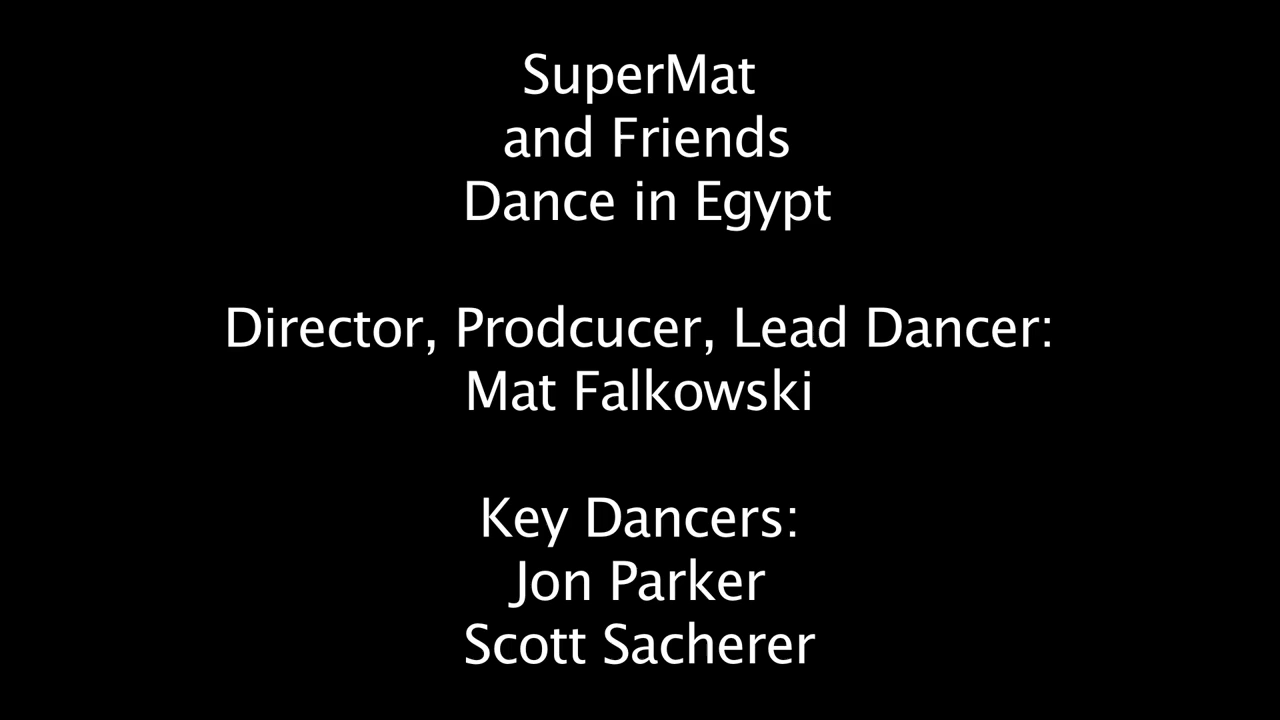 SuperMat
and Friends
Dance in Egypt
Director, Prodcucer, Lead Dancer:
Mat Falkowski
Key Dancers:
Jon Parker
Scott Sacherer